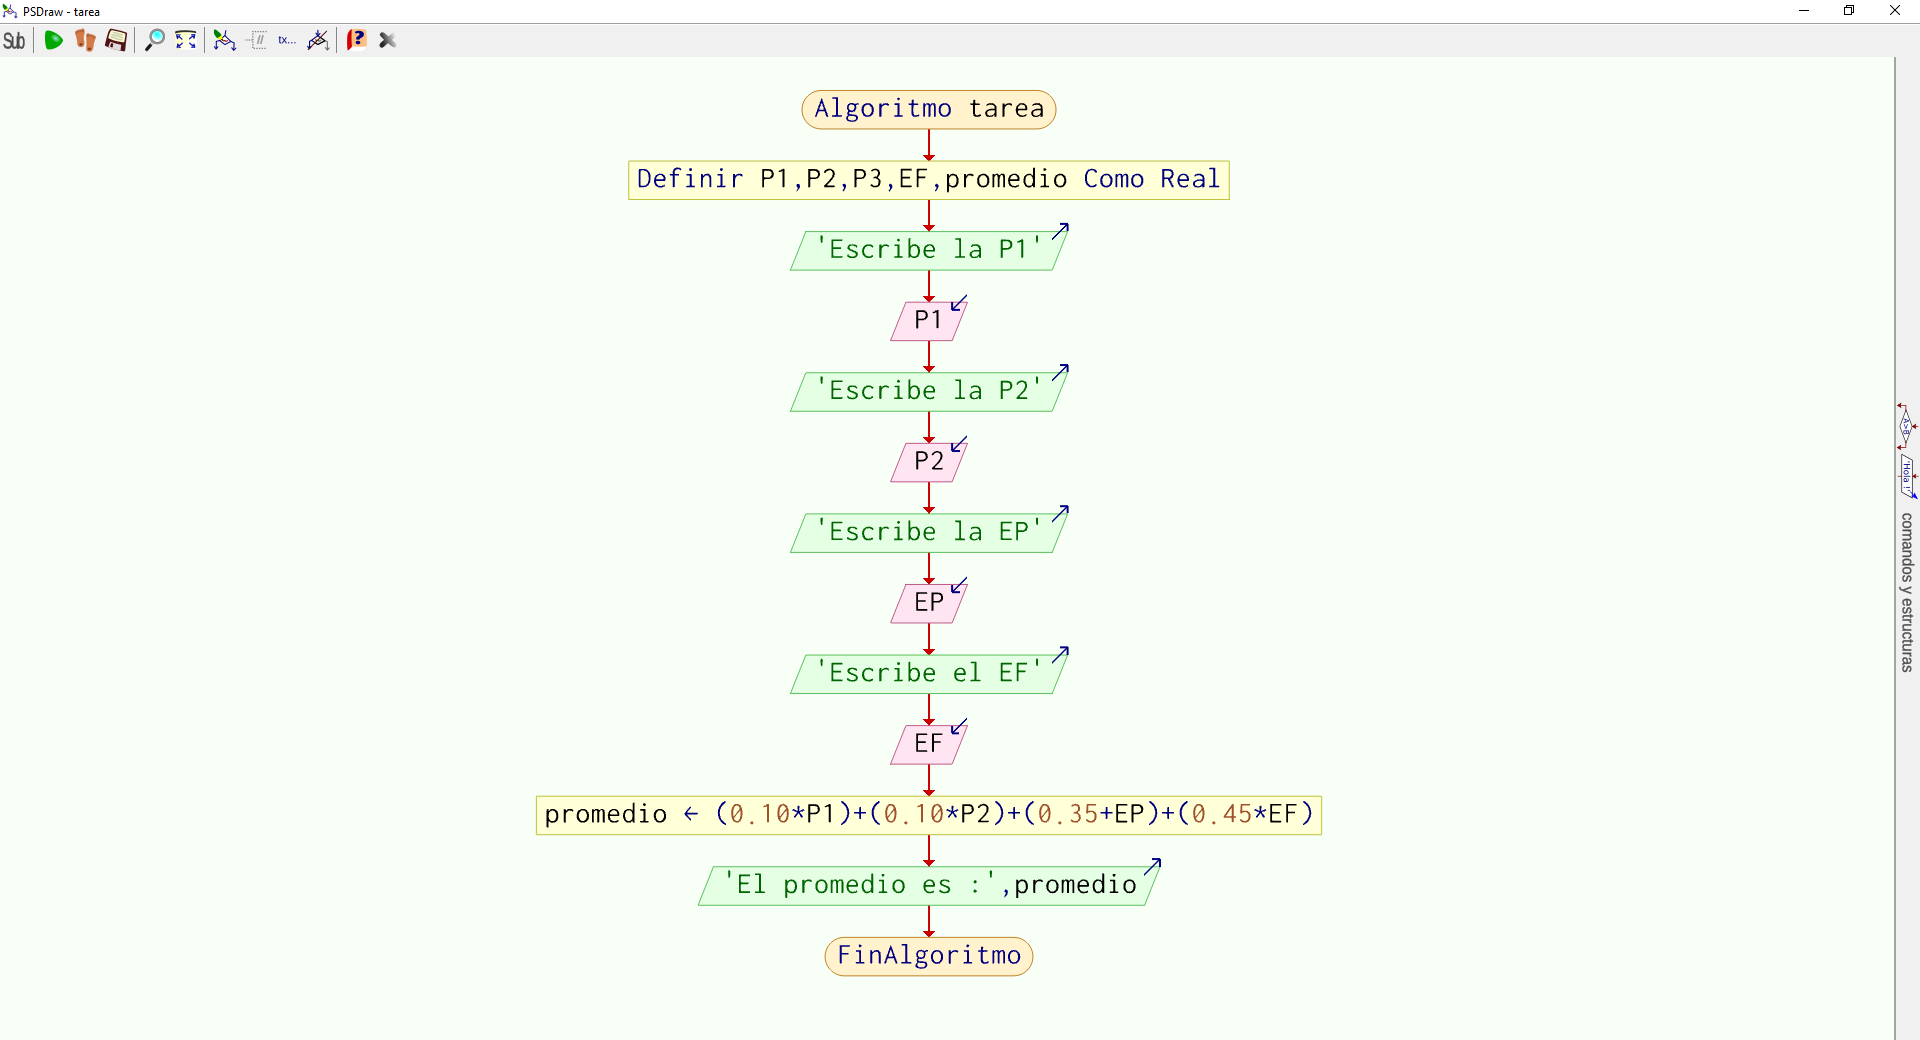 PSDraw - tarea
Sub
tx...
?
Algoritmo tarea
Definir P1,P2,P3,EF,promedio Como Real
'Escribe la P1'
P1
'Escribe la P2'
P2
'Escribe la EP'
EP
'Escribe el EF'
EF
promedio ← (0.10*P1)+(0.10*P2)+(0.35+EP)+(0.45*EF)
'El promedio es :',promedio
FinAlgoritmo
A>B
'Hola !'
comandos y estructuras